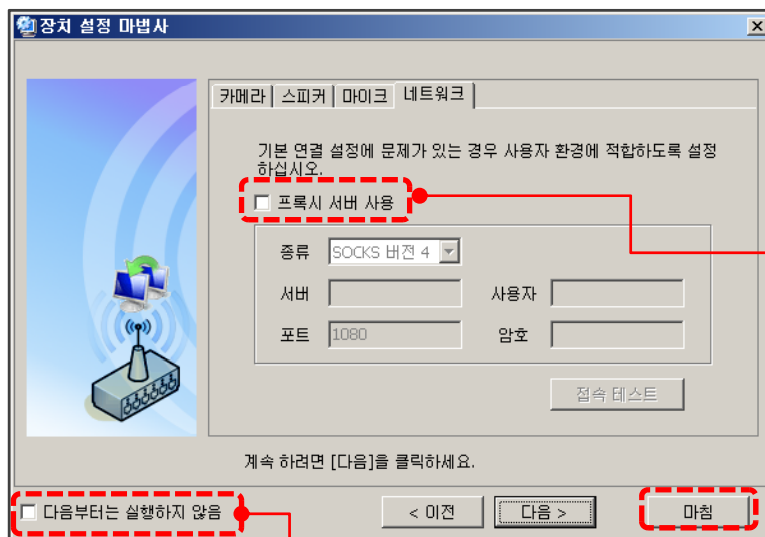 장치 설정 마법사
카메라 스피커 마이크 네트워크
기본 연결 설정에 문제가 있는 경우 사용자 환경에 적합하도록 설정
하십시오.
프록시 서버 사용
종류 SOCKS 버전 4
서버 사용자
포트 1080 암호
접속 테스트
계속 하려면 [다음]을 클릭하세요.
다음부터는 실행하지 않음 < 이전 다음 > 마침